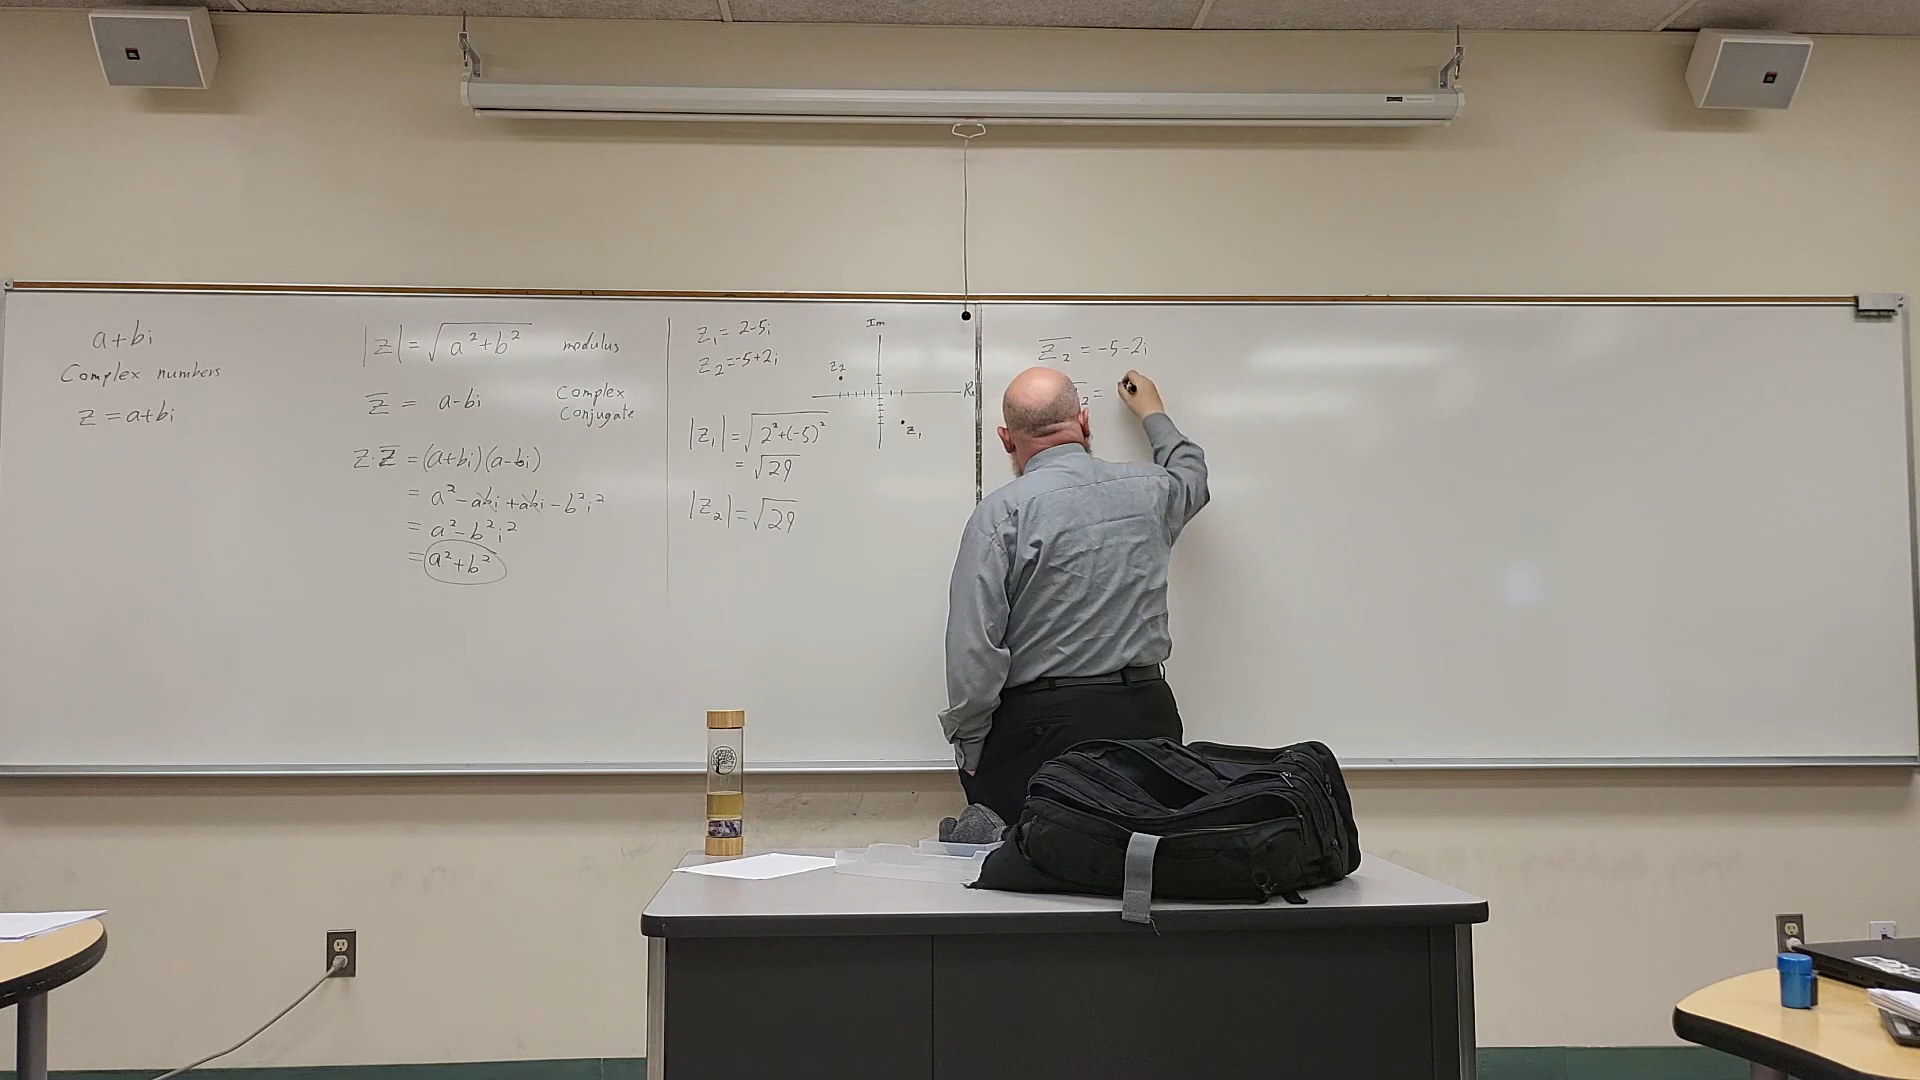 a+bi
Complex numbers
z = a+bi
|z| = √(a²+b²) modulus
z̅ = a-bi Complex Conjugate
z·z̅ = (a+bi)(a-bi)
= a² - abi + abi - b²i²
= a² - b²i²
= a²+b²
z₁ = 2-5i
z₂ = -5+2i
|z₁| = √(2²+(-5)²)
= √29
|z₂| = √29
Im
z₂
z₁
z̅₂ = -5-2i
₂ =